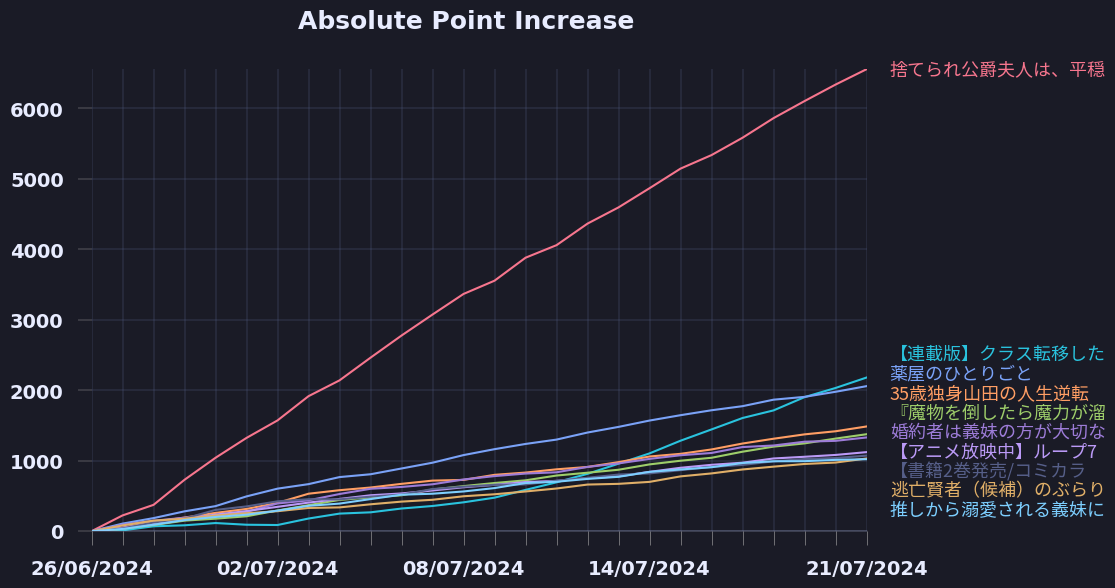 Absolute Point Increase
捨てられ公爵夫人は、平穏
6000
5000
4000
3000
2000
1000
0
【連載版】クラス転移した
薬屋のひとりごと
35歳独身山田の人生逆転
『魔物を倒したら魔力が溜
婚約者は義妹の方が大切な
【アニメ放映中】ループ7
【書籍2巻発売/コミカラ
逃亡賢者（候補）のぶらり
推しから溺愛される義妹に
26/06/2024
02/07/2024
08/07/2024
14/07/2024
21/07/2024